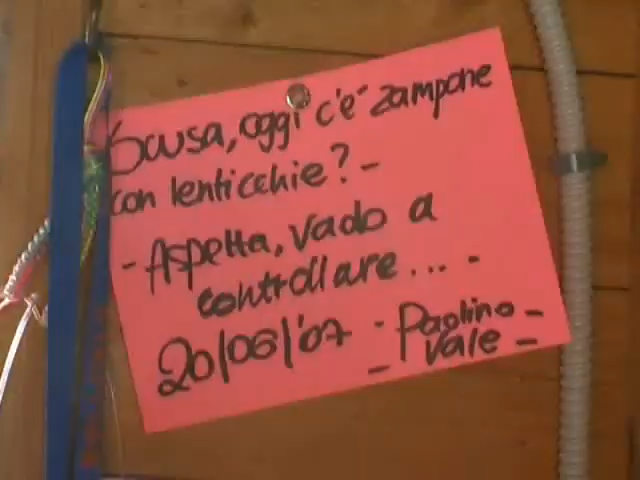 Scusa, oggi c'e' zampone
con lenticchie? -
- Aspetta, vado a
controllare... -
20/06/'07 - Paolino -
- Vale -